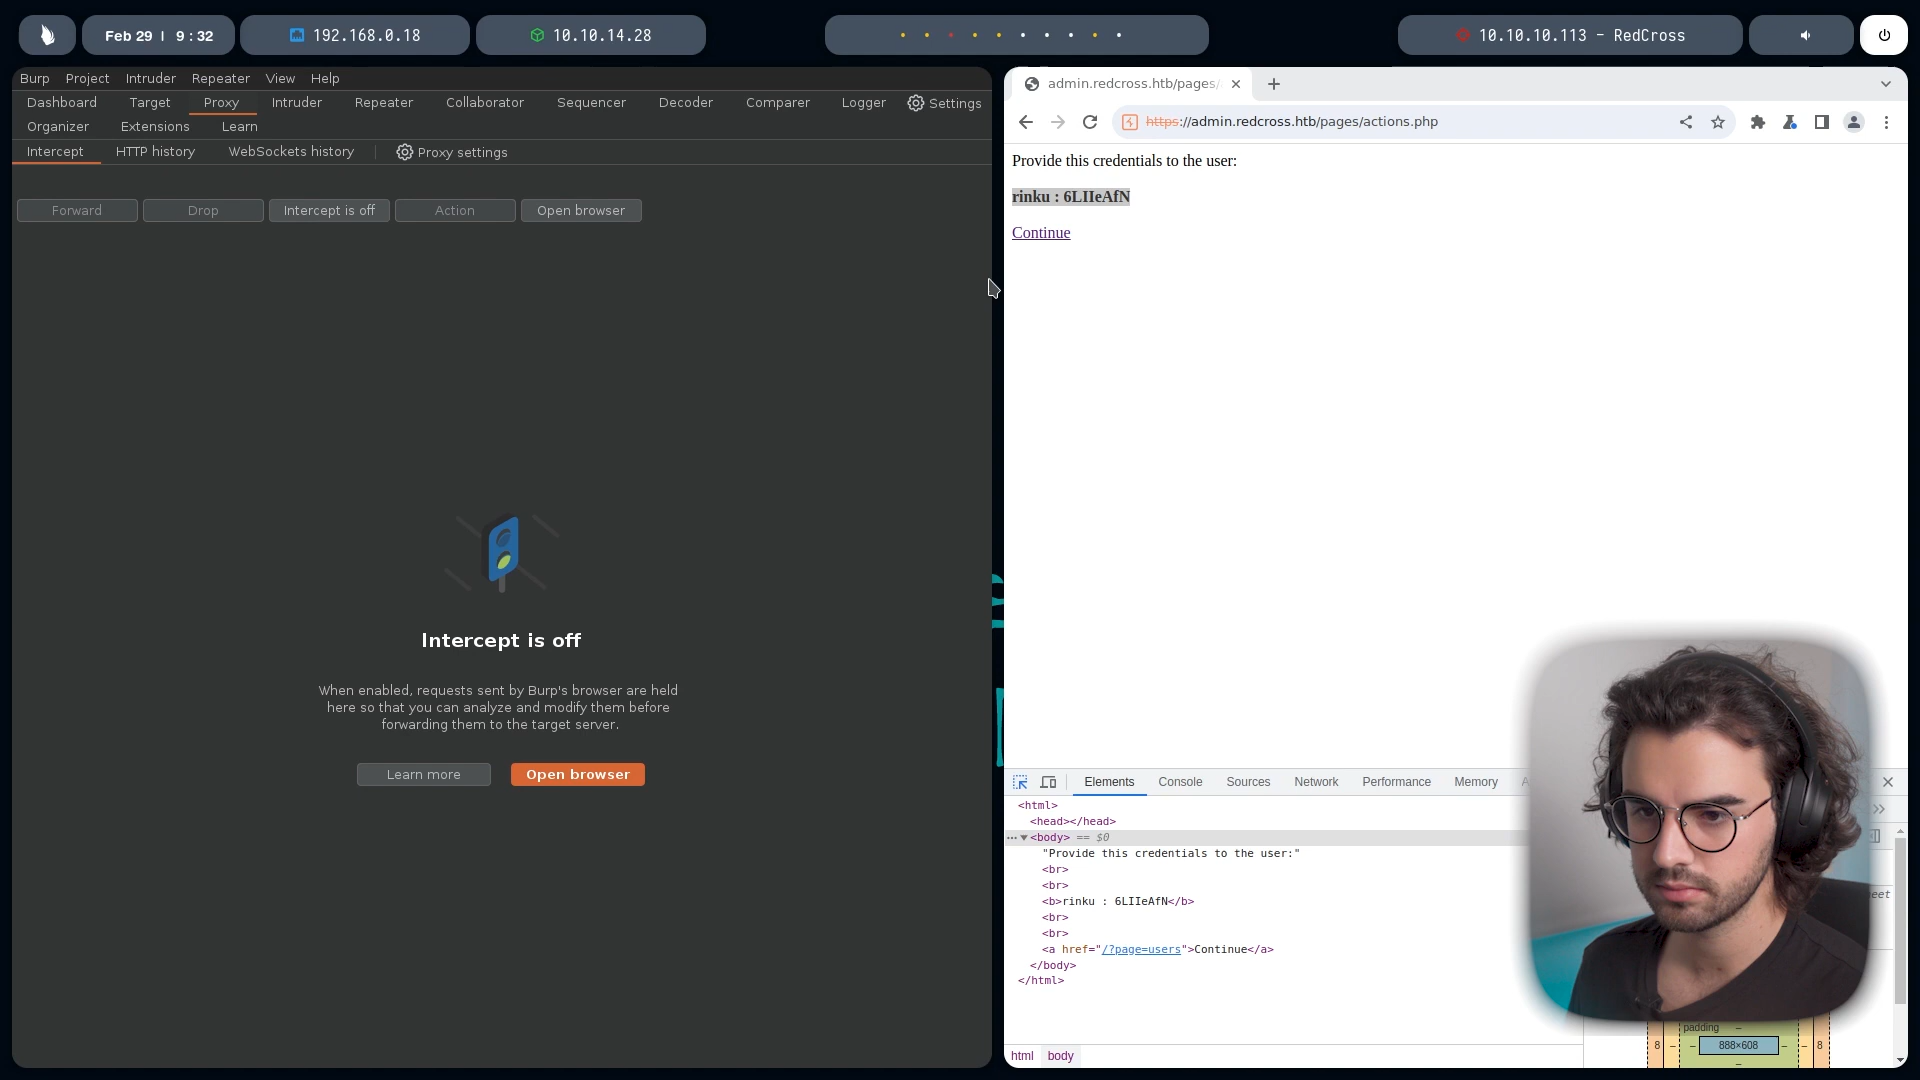 Feb 29 | 9 : 32
192.168.0.18
10.10.14.28
10.10.10.113 - RedCross
Burp Project Intruder Repeater View Help
Dashboard Target Proxy Intruder Repeater Collaborator Sequencer Decoder Comparer Logger Settings
Organizer Extensions Learn
Intercept HTTP history WebSockets history Proxy settings
Forward Drop Intercept is off Action Open browser
Intercept is off
When enabled, requests sent by Burp's browser are held
here so that you can analyze and modify them before
forwarding them to the target server.
Learn more Open browser
admin.redcross.htb/pages/
https://admin.redcross.htb/pages/actions.php
Provide this credentials to the user:
rinku : 6LIIeAfN
Continue
Elements Console Sources Network Performance Memory
<html>
<head></head>
<body> == $0
"Provide this credentials to the user:"
<br>
<br>
<b>rinku : 6LIIeAfN</b>
<br>
<br>
<a href="/?page=users">Continue</a>
</body>
</html>
html body
padding –
8 – 888×608 – – 8
–